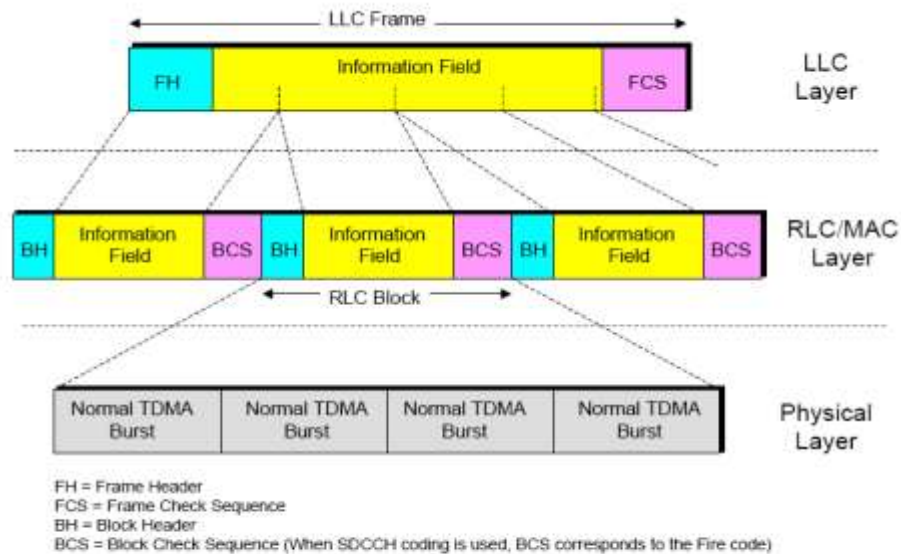 LLC Frame
FH
Information Field
FCS
LLC
Layer
BH
Information
Field
BCS
BH
Information
Field
BCS
BH
Information
Field
BCS
RLC/MAC
Layer
RLC Block
Normal TDMA
Burst
Normal TDMA
Burst
Normal TDMA
Burst
Normal TDMA
Burst
Physical
Layer
FH = Frame Header
FCS = Frame Check Sequence
BH = Block Header
BCS = Block Check Sequence (When SDCCH coding is used, BCS corresponds to the Fire code)